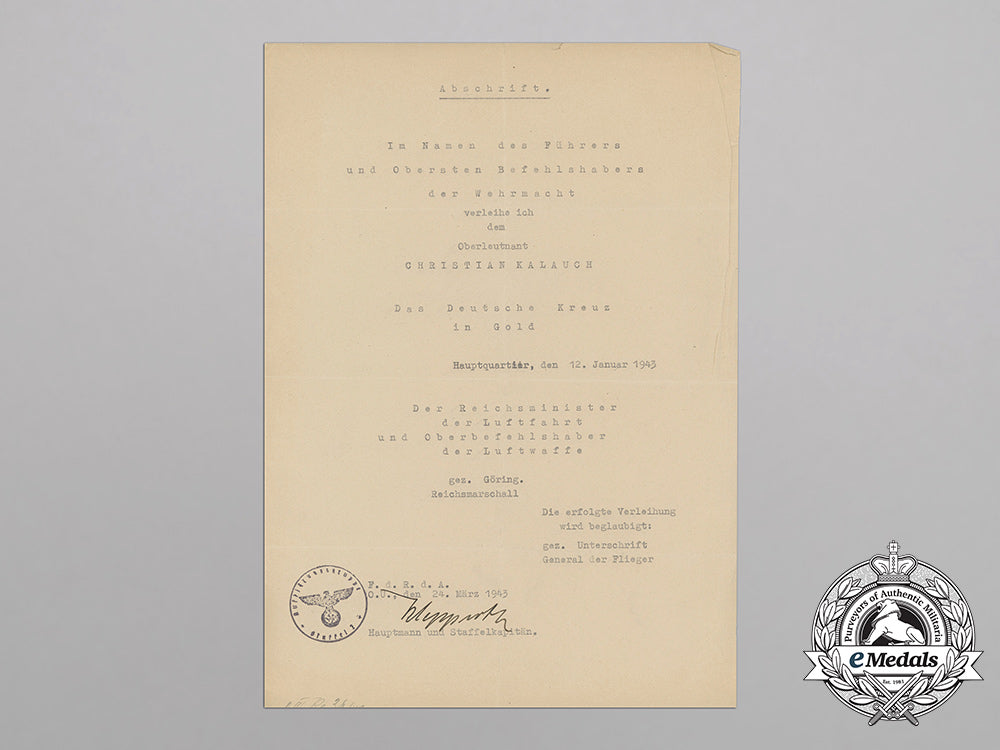 Abschrift.
Im Namen des Führers
und Obersten Befehlshabers
der Wehrmacht
verleihe ich
dem
Oberleutnant
CHRISTIAN KALAUCH
Das Deutsche Kreuz
in Gold
Hauptquartier, den 12. Januar 1943
Der Reichsminister
der Luftfahrt
und Oberbefehlshaber
der Luftwaffe
gez. Göring.
Reichsmarschall
Die erfolgte Verleihung
wird beglaubigt:
gez. Unterschrift
General der Flieger
F. d. R. d. A.
O.U., den 24. März 1943
Hauptmann und Staffelkapitän.
Purveyors of Authentic Militaria
eMedals
Est. 1981